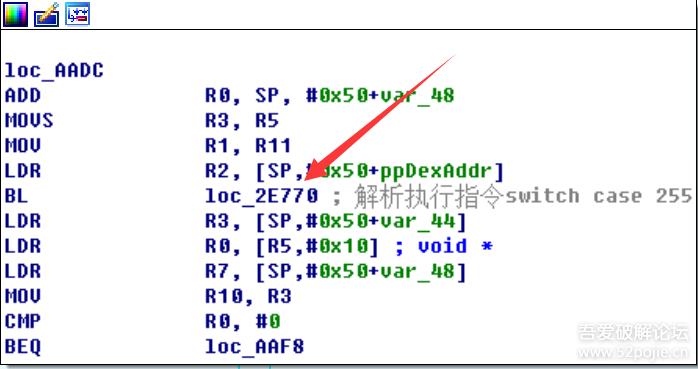 loc_AADC
ADD R0, SP, #0x50+var_48
MOVS R3, R5
MOV R1, R11
LDR R2, [SP,#0x50+ppDexAddr]
BL loc_2E770 ; 解析执行指令switch case 255
LDR R3, [SP,#0x50+var_44]
LDR R0, [R5,#0x10] ; void *
LDR R7, [SP,#0x50+var_48]
MOV R10, R3
CMP R0, #0
BEQ loc_AAF8
吾爱破解论坛
www.52pojie.cn